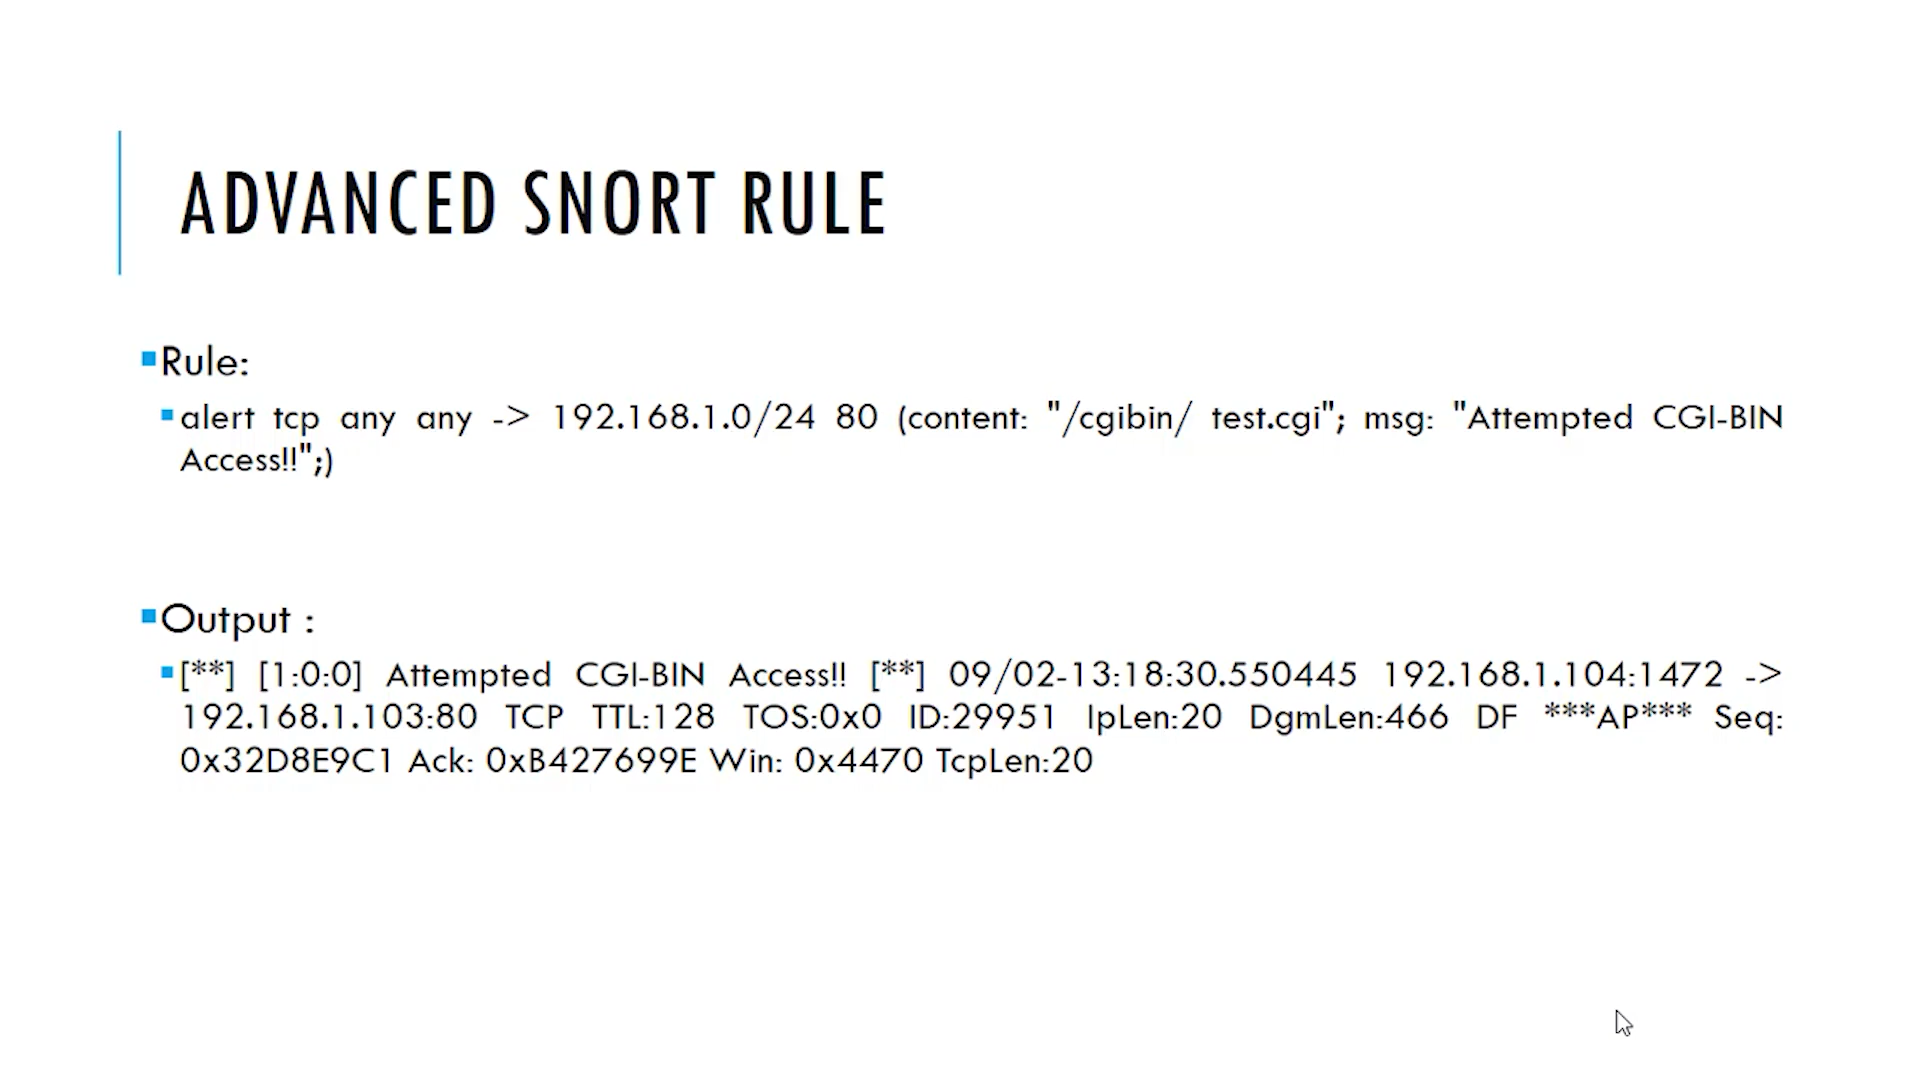 ADVANCED SNORT RULE
Rule:
alert tcp any any -> 192.168.1.0/24 80 (content: "/cgibin/ test.cgi"; msg: "Attempted CGI-BIN
Access!!";)
Output :
[**] [1:0:0] Attempted CGI-BIN Access!! [**] 09/02-13:18:30.550445 192.168.1.104:1472 ->
192.168.1.103:80 TCP TTL:128 TOS:0x0 ID:29951 IpLen:20 DgmLen:466 DF ***AP*** Seq:
0x32D8E9C1 Ack: 0xB427699E Win: 0x4470 TcpLen:20